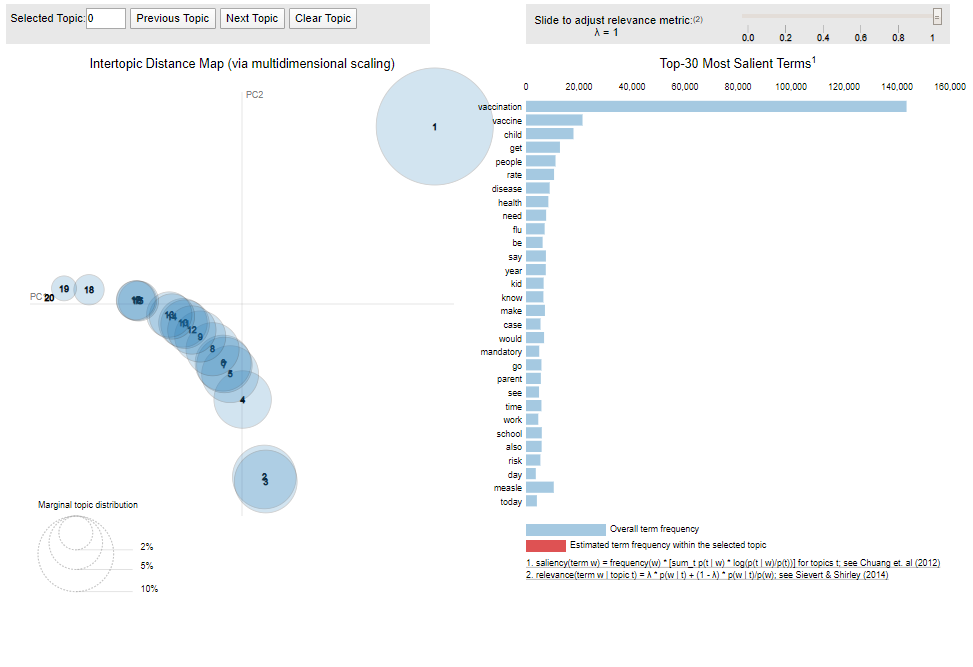 Selected Topic: 0 Previous Topic Next Topic Clear Topic
Slide to adjust relevance metric:(2)
λ = 1
0.0 0.2 0.4 0.6 0.8 1
Intertopic Distance Map (via multidimensional scaling)
PC2
1
PC1
20
19
18
12
9
8
5
4
2
3
Marginal topic distribution
2%
5%
10%
Top-30 Most Salient Terms1
0 20,000 40,000 60,000 80,000 100,000 120,000 140,000 160,000
vaccination
vaccine
child
get
people
rate
disease
health
need
flu
be
say
year
kid
know
make
case
would
mandatory
go
parent
see
time
work
school
also
risk
day
measle
today
Overall term frequency
Estimated term frequency within the selected topic
1. saliency(term w) = frequency(w) * [sum_t p(t | w) * log(p(t | w)/p(t))] for topics t; see Chuang et. al (2012)
2. relevance(term w | topic t) = λ * p(w | t) + (1 - λ) * p(w | t)/p(w); see Sievert & Shirley (2014)